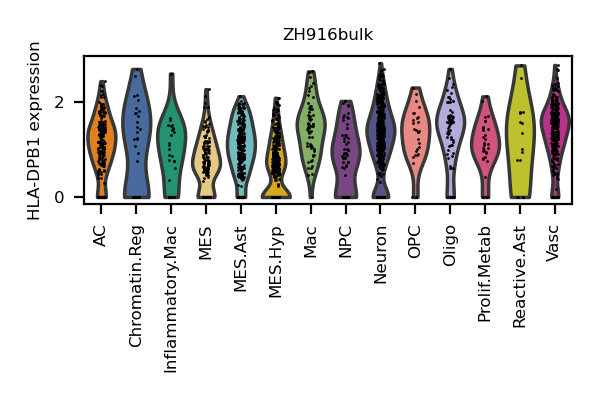 ZH916bulk
HLA-DPB1 expression
2
0
AC
Chromatin.Reg
Inflammatory.Mac
MES
MES.Ast
MES.Hyp
Mac
NPC
Neuron
OPC
Oligo
Prolif.Metab
Reactive.Ast
Vasc